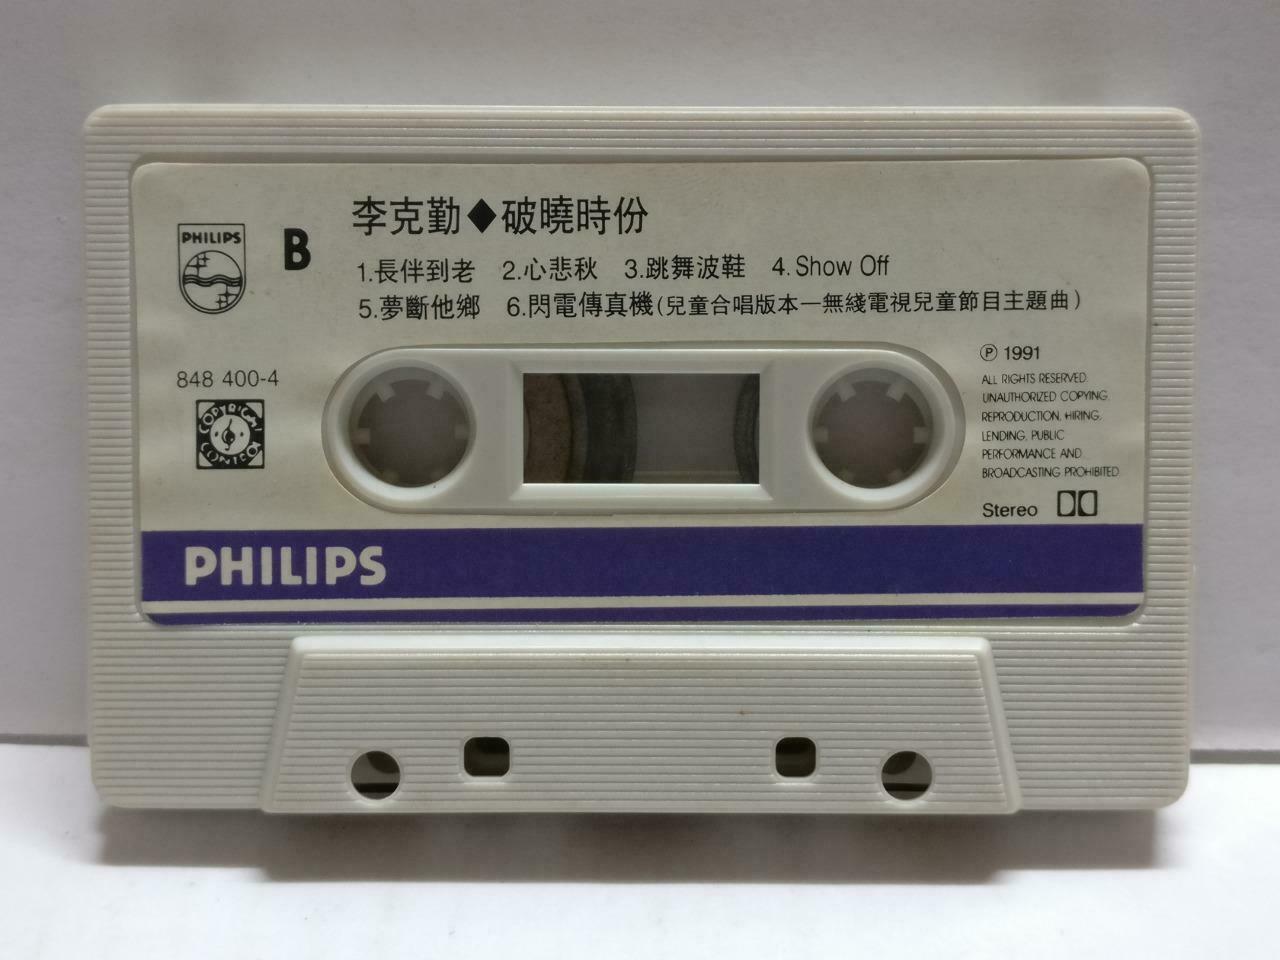 李克勤◆破曉時份
PHILIPS
B
1.長伴到老 2.心悲秋 3.跳舞波鞋 4.Show Off
5.夢斷他鄉 6.閃電傳真機(兒童合唱版本—無綫電視兒童節目主題曲)
848 400-4
COPYRIGHT CONTROL
Ⓟ 1991
ALL RIGHTS RESERVED.
UNAUTHORIZED COPYING,
REPRODUCTION, HIRING,
LENDING, PUBLIC
PERFORMANCE AND
BROADCASTING PROHIBITED
Stereo
PHILIPS